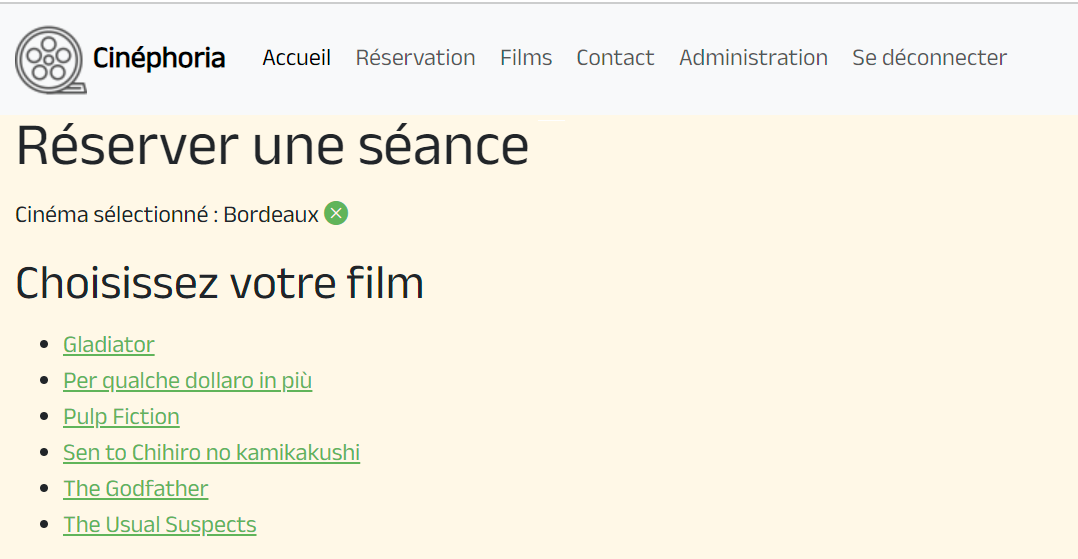 Cinéphoria Accueil Réservation Films Contact Administration Se déconnecter
Réserver une séance
Cinéma sélectionné : Bordeaux
Choisissez votre film
Gladiator
Per qualche dollaro in più
Pulp Fiction
Sen to Chihiro no kamikakushi
The Godfather
The Usual Suspects